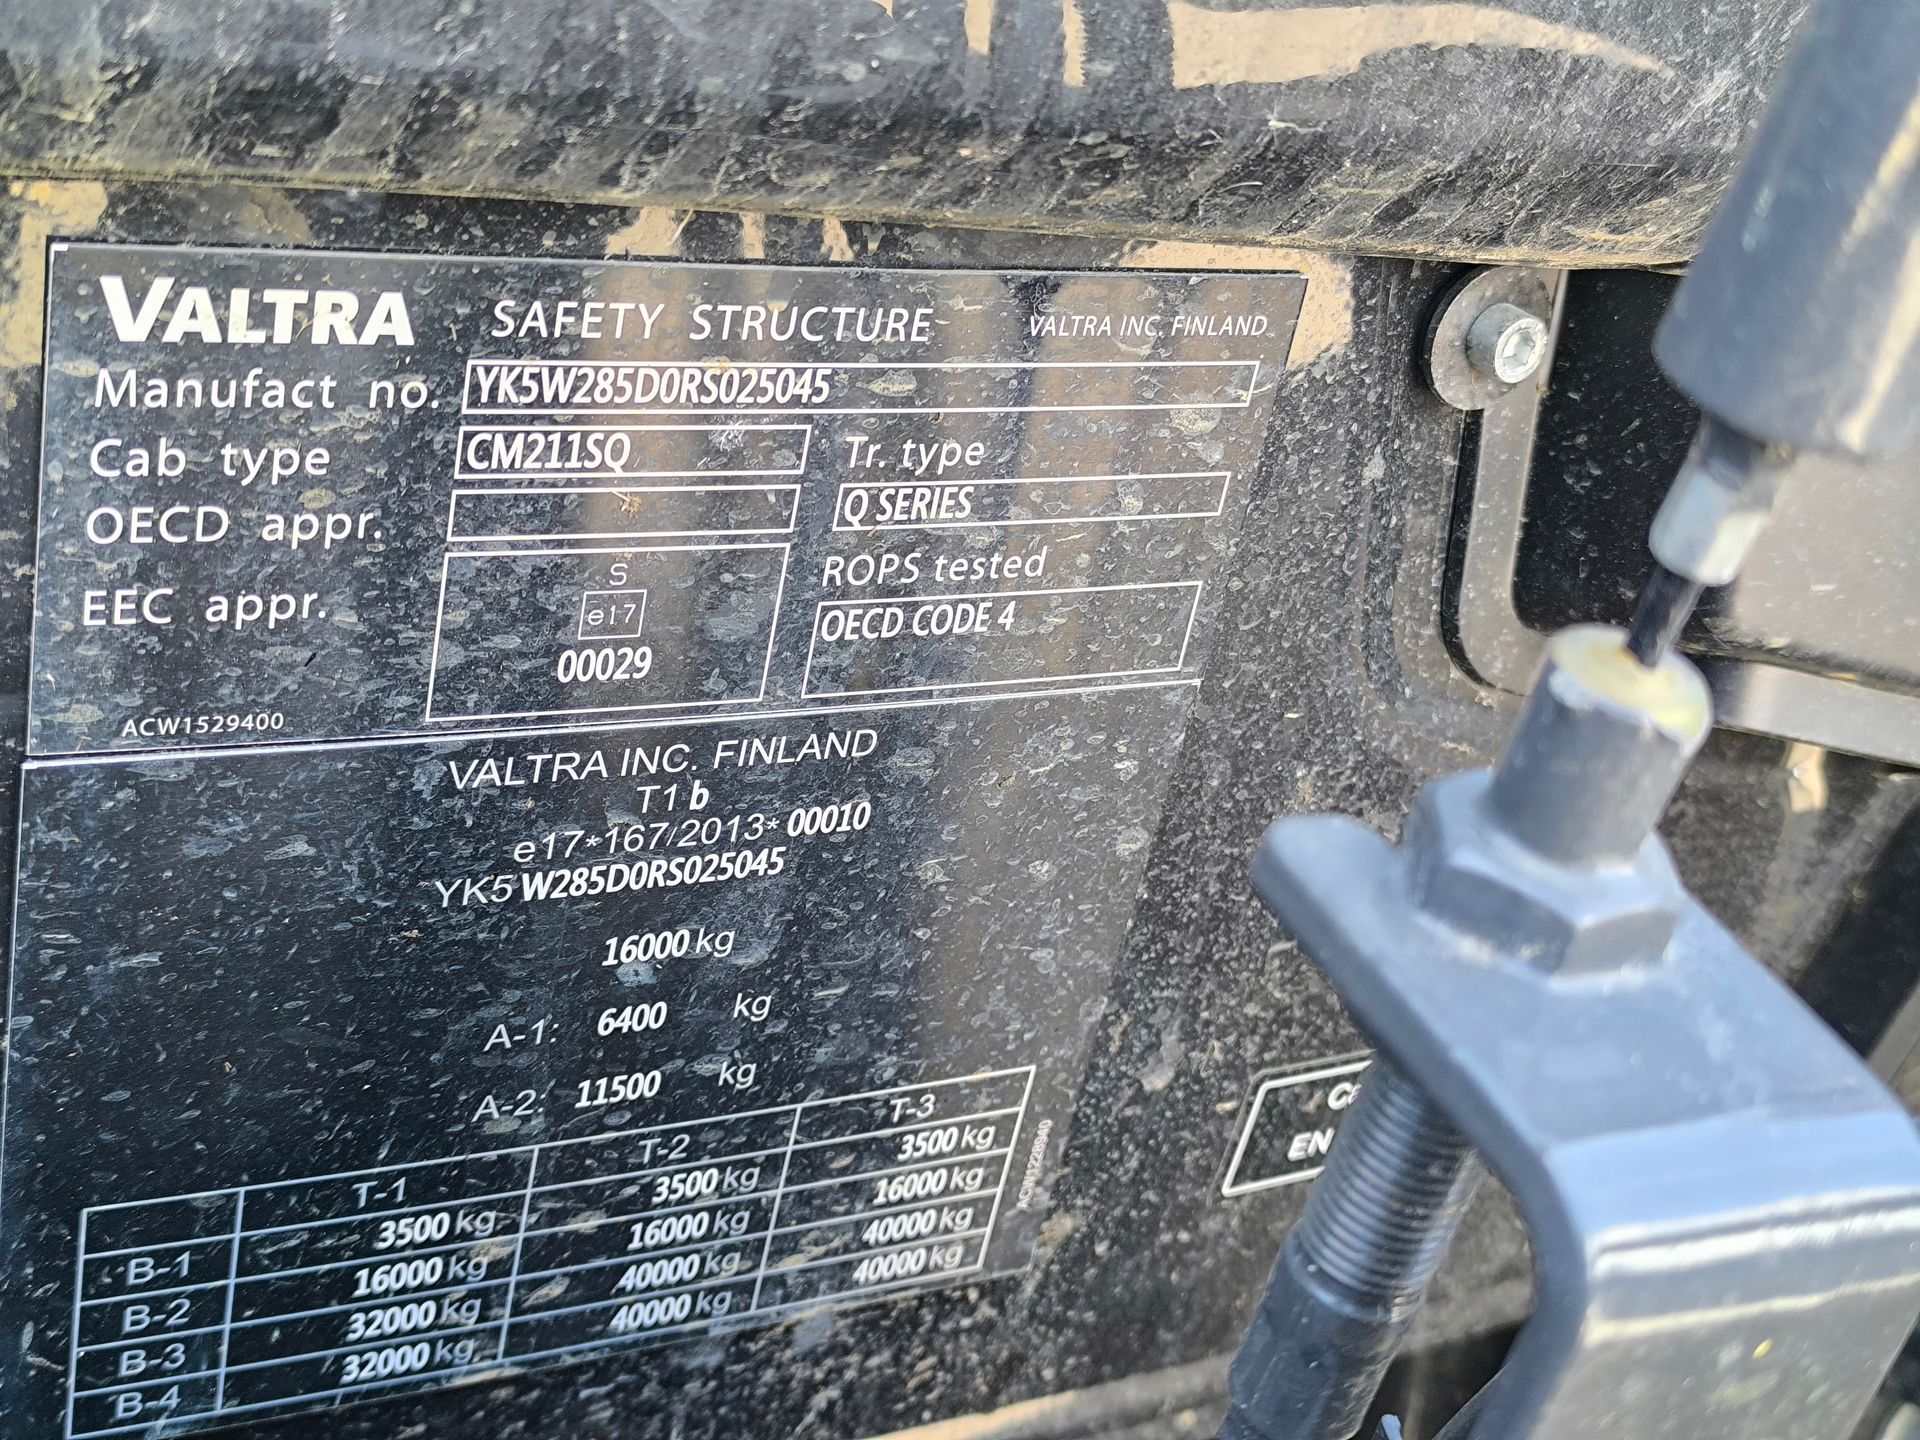 VALTRA SAFETY STRUCTURE VALTRA INC. FINLAND
Manufact no. YK5W285D0RS025045
Cab type CM211SQ Tr. type
OECD appr. Q SERIES
EEC appr. S ROPS tested
e17 OECD CODE 4
00029
ACW1529400
VALTRA INC. FINLAND
T1b
e17*167/2013*00010
YK5 W285D0RS025045
16000 kg
A-1: 6400 kg
A-2: 11500 kg
T-1 T-2 T-3
B-1 3500 kg 3500 kg 3500 kg
B-2 16000 kg 16000 kg 16000 kg
B-3 32000 kg 40000 kg 40000 kg
B-4 32000 kg 40000 kg 40000 kg
EN